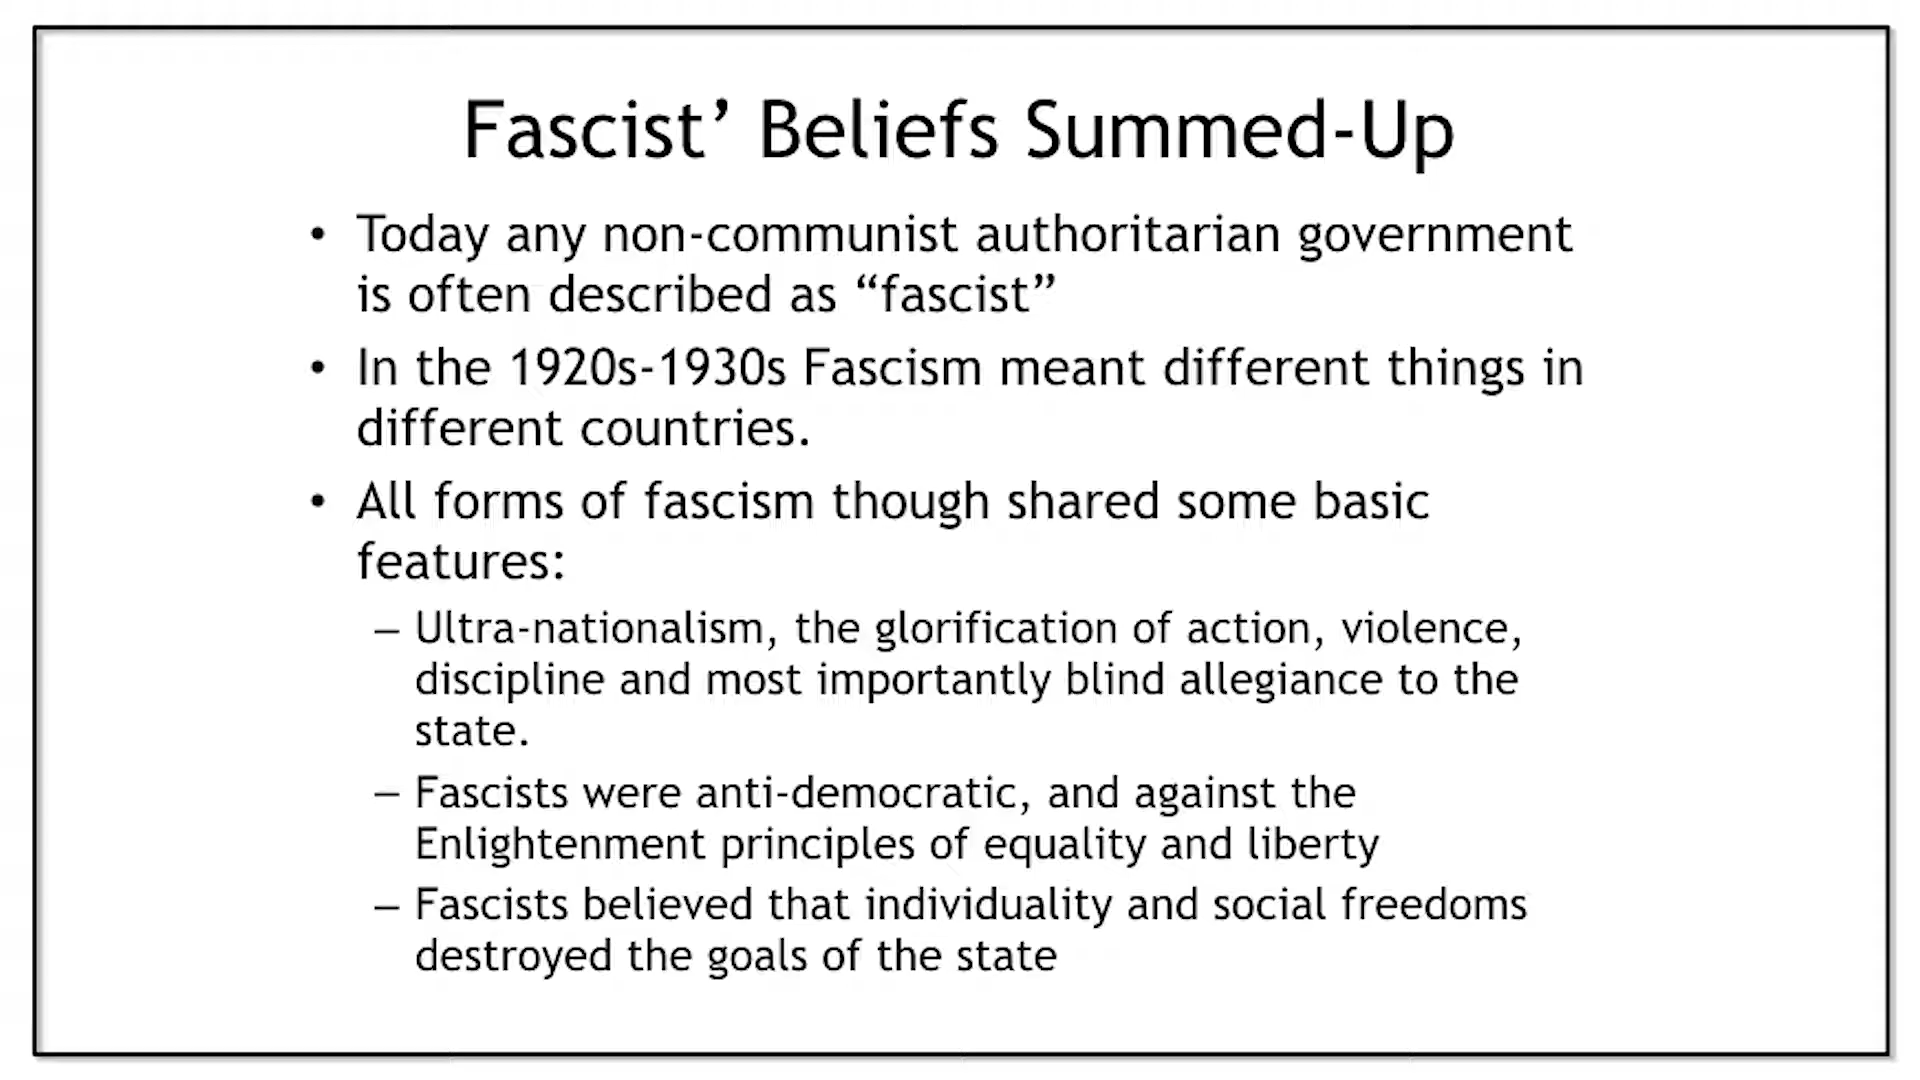 Fascist’ Beliefs Summed-Up
• Today any non-communist authoritarian government
is often described as “fascist”
• In the 1920s-1930s Fascism meant different things in
different countries.
• All forms of fascism though shared some basic
features:
– Ultra-nationalism, the glorification of action, violence,
discipline and most importantly blind allegiance to the
state.
– Fascists were anti-democratic, and against the
Enlightenment principles of equality and liberty
– Fascists believed that individuality and social freedoms
destroyed the goals of the state